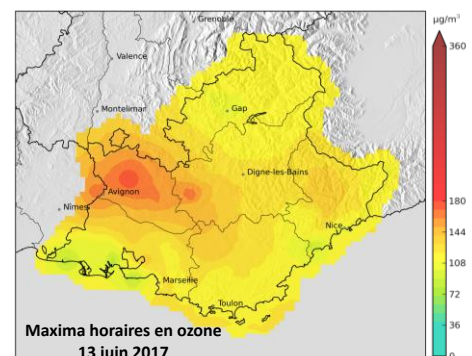 Grenoble
µg/m³
Valence
360
Montelimar
Gap
Digne-les-Bains
Avignon
180
Nîmes
144
Nice
108
Marseille
72
Toulon
36
0
Maxima horaires en ozone
13 juin 2017